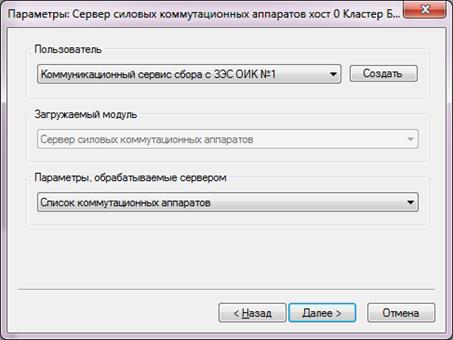 Параметры: Сервер силовых коммутационных аппаратов хост 0 Кластер Б...
Пользователь
Коммуникационный сервис сбора с ЗЭС ОИК №1
Создать
Загружаемый модуль
Сервер силовых коммутационных аппаратов
Параметры, обрабатываемые сервером
Список коммутационных аппаратов
< Назад
Далее >
Отмена